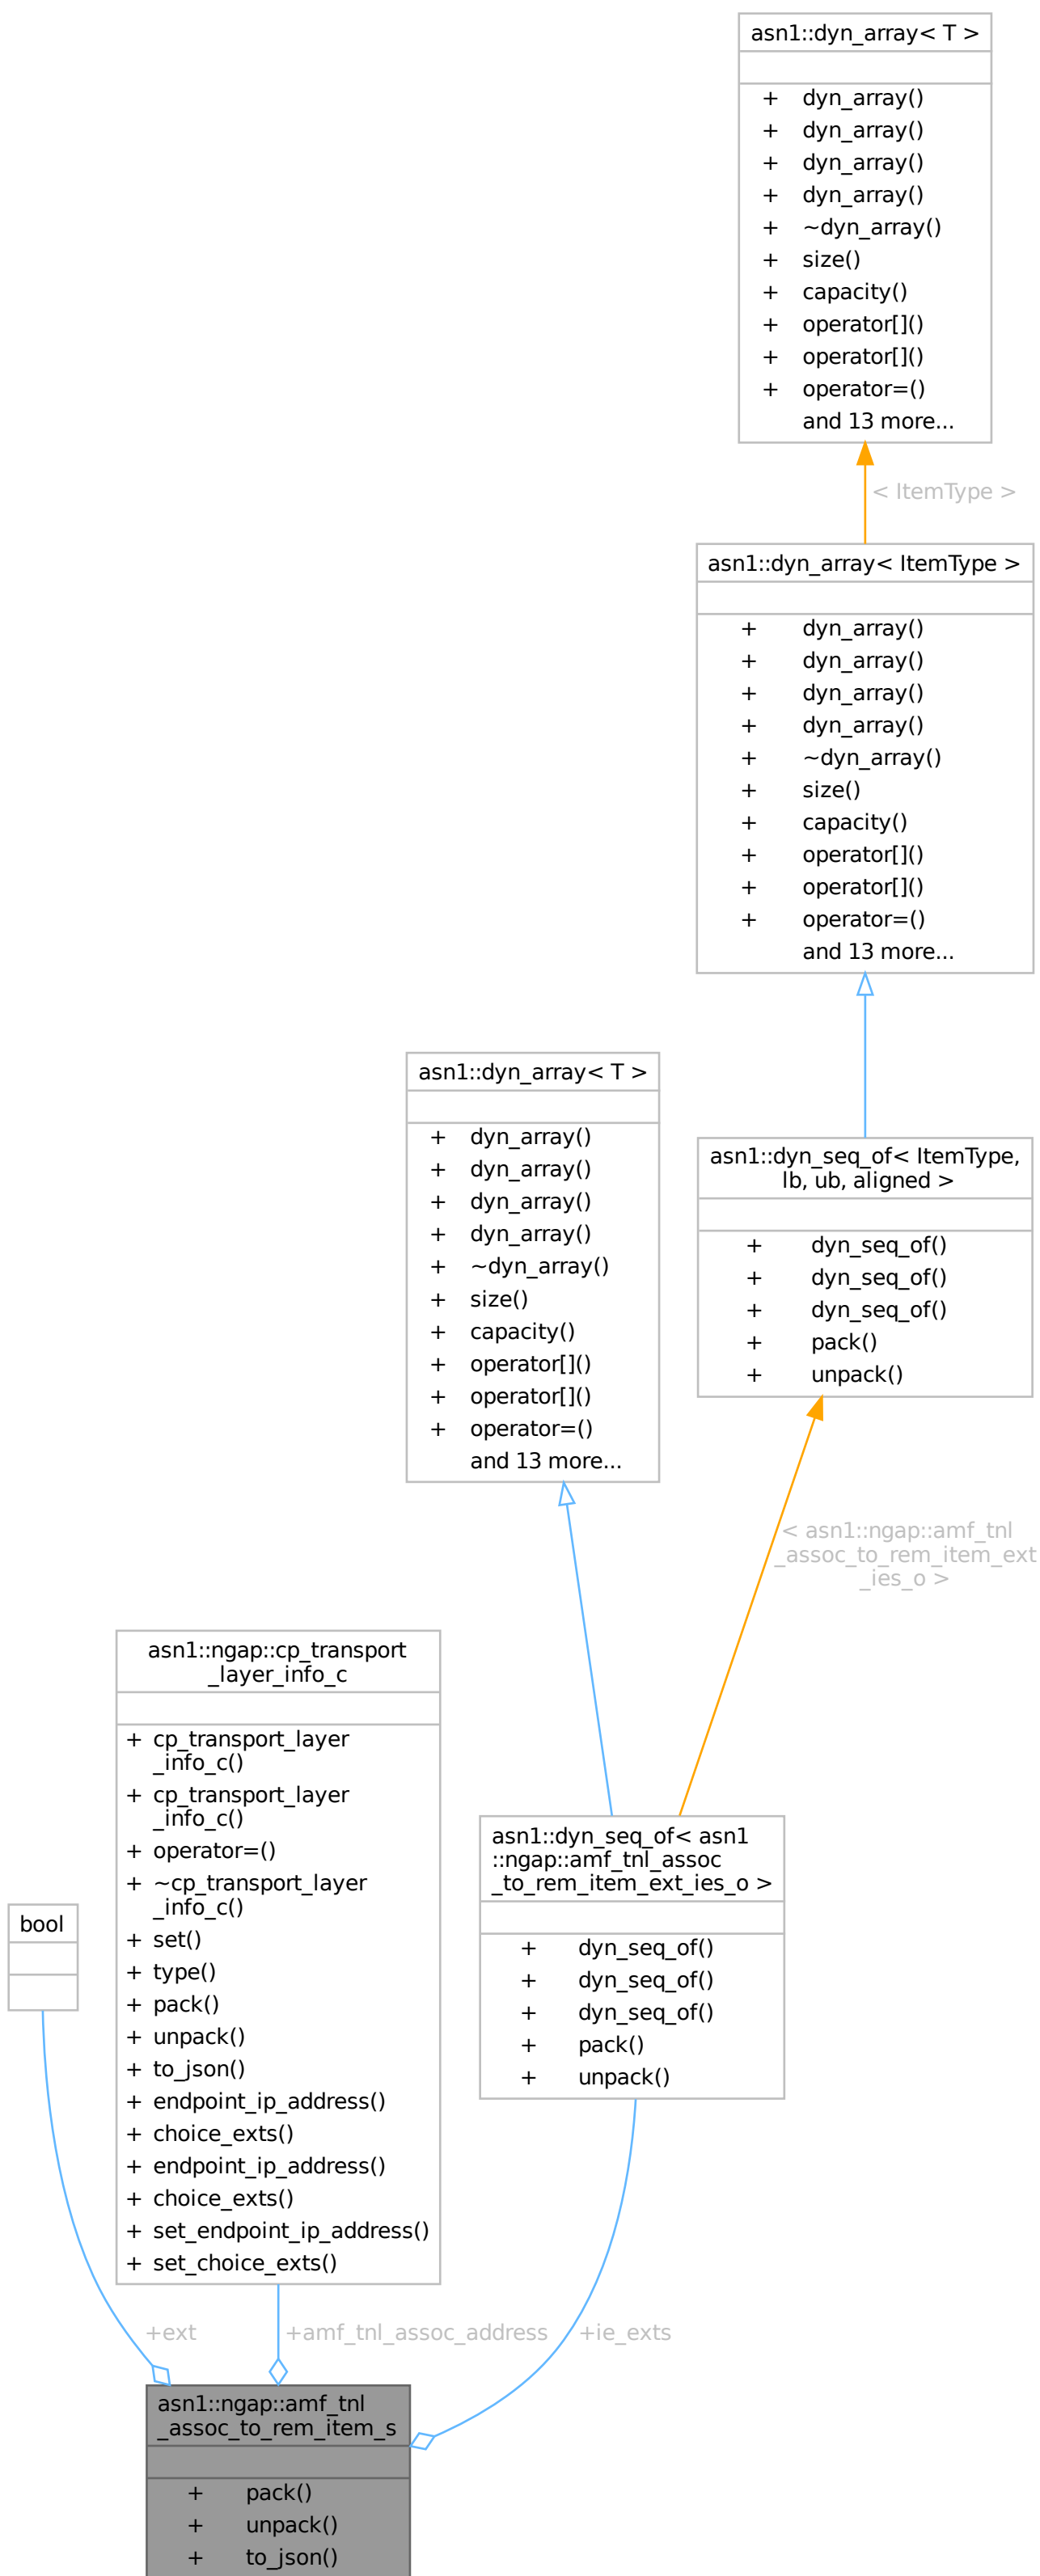 asn1::dyn_array< T >
+ dyn_array()
+ dyn_array()
+ dyn_array()
+ dyn_array()
+ ~dyn_array()
+ size()
+ capacity()
+ operator[]()
+ operator[]()
+ operator=()
and 13 more...
< ItemType >
asn1::dyn_array< ItemType >
+ dyn_array()
+ dyn_array()
+ dyn_array()
+ dyn_array()
+ ~dyn_array()
+ size()
+ capacity()
+ operator[]()
+ operator[]()
+ operator=()
and 13 more...
asn1::dyn_array< T >
+ dyn_array()
+ dyn_array()
+ dyn_array()
+ dyn_array()
+ ~dyn_array()
+ size()
+ capacity()
+ operator[]()
+ operator[]()
+ operator=()
and 13 more...
asn1::dyn_seq_of< ItemType,
lb, ub, aligned >
+ dyn_seq_of()
+ dyn_seq_of()
+ dyn_seq_of()
+ pack()
+ unpack()
< asn1::ngap::amf_tnl
_assoc_to_rem_item_ext
_ies_o >
asn1::ngap::cp_transport
_layer_info_c
+ cp_transport_layer
_info_c()
+ cp_transport_layer
_info_c()
+ operator=()
+ ~cp_transport_layer
_info_c()
+ set()
+ type()
+ pack()
+ unpack()
+ to_json()
+ endpoint_ip_address()
+ choice_exts()
+ endpoint_ip_address()
+ choice_exts()
+ set_endpoint_ip_address()
+ set_choice_exts()
asn1::dyn_seq_of< asn1
::ngap::amf_tnl_assoc
_to_rem_item_ext_ies_o >
+ dyn_seq_of()
+ dyn_seq_of()
+ dyn_seq_of()
+ pack()
+ unpack()
bool
+ext
+amf_tnl_assoc_address
+ie_exts
asn1::ngap::amf_tnl
_assoc_to_rem_item_s
+ pack()
+ unpack()
+ to_json()